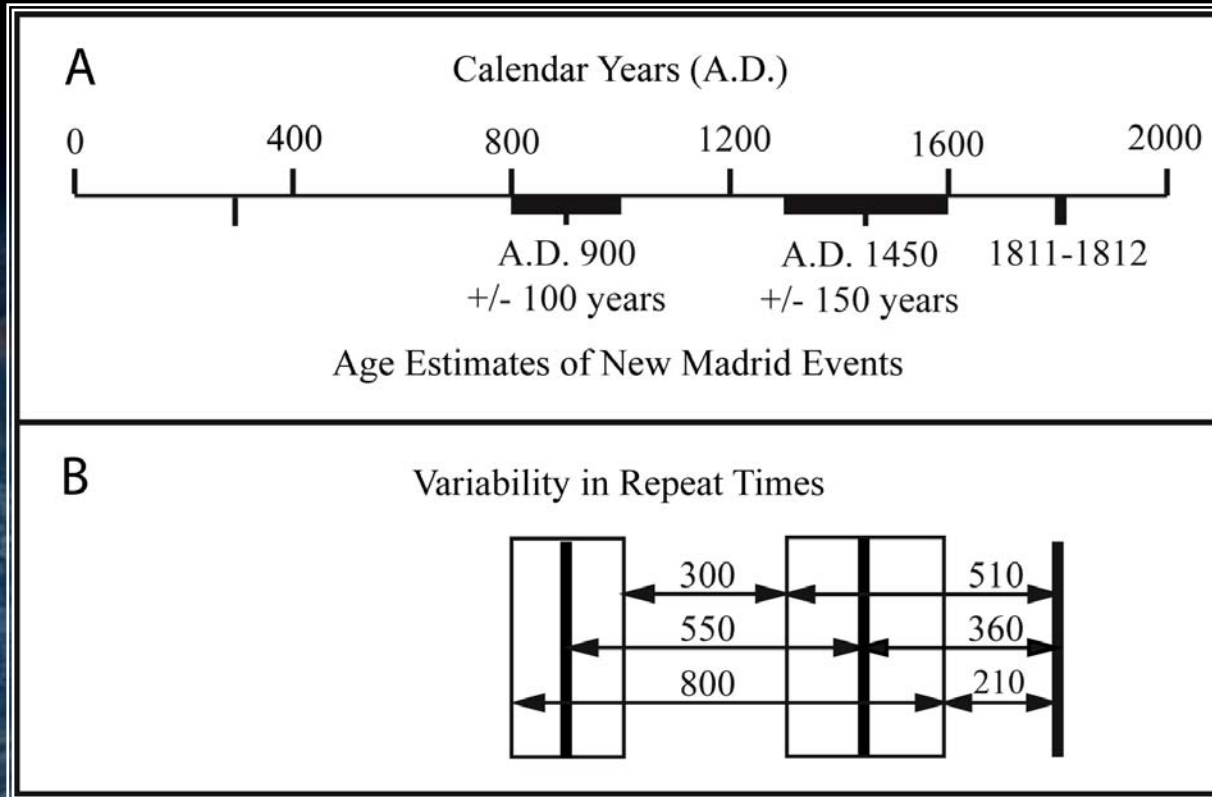 A
Calendar Years (A.D.)
0 400 800 1200 1600 2000
A.D. 900 A.D. 1450 1811-1812
+/- 100 years +/- 150 years
Age Estimates of New Madrid Events
B
Variability in Repeat Times
300 510
550 360
800 210